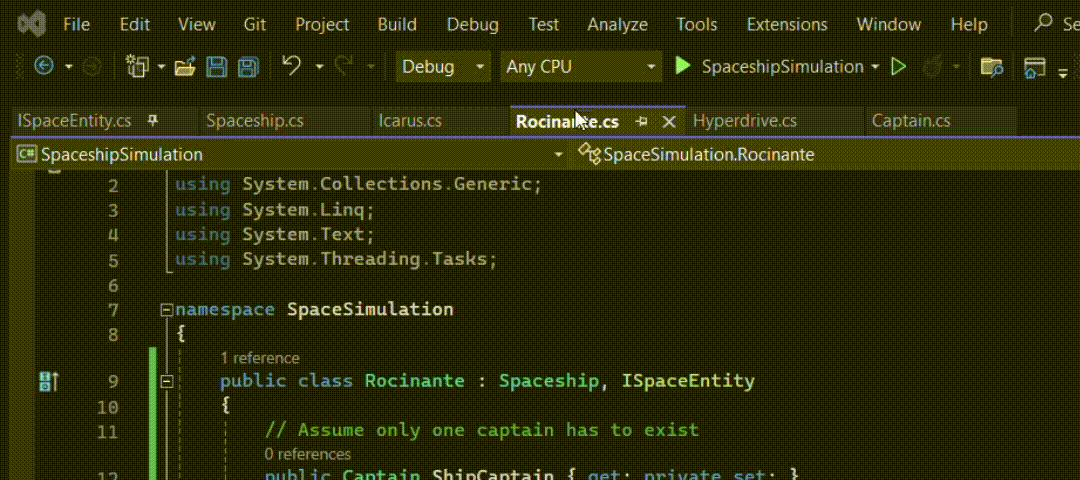 File Edit View Git Project Build Debug Test Analyze Tools Extensions Window Help
Debug Any CPU SpaceshipSimulation
ISpaceEntity.cs Spaceship.cs Icarus.cs Rocinante.cs Hyperdrive.cs Captain.cs
C# SpaceshipSimulation SpaceSimulation.Rocinante
2 using System.Collections.Generic;
3 using System.Linq;
4 using System.Text;
5 using System.Threading.Tasks;
6
7 namespace SpaceSimulation
8 {
1 reference
9 public class Rocinante : Spaceship, ISpaceEntity
10 {
11 // Assume only one captain has to exist
0 references
12 public Captain ShipCaptain { get; private set; }